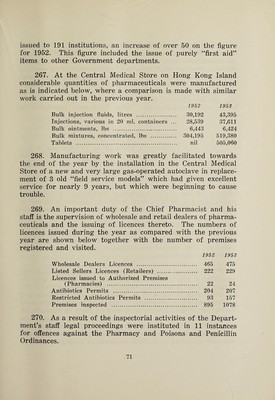 issued to 191 institutions, an increase of over 50 on the figure
for 1952. This figure included the issue of purely "first aid"
items to other Government departments.
267. At the Central Medical Store on Hong Kong Island
considerable quantities of pharmaceuticals were manufactured
as is indicated below, where a comparison is made with similar
work carried out in the previous year.
1952 1953
Bulk injection fluids, litres .................... 30,192 43,395
Injections, various in 20 ml. containers ... 28,539 37,611
Bulk ointments, lbs .............................. 6,443 6,424
Bulk mixtures, concentrated, lbs ............ 504,195 519,380
Tablets ................................................ nil 505,060
268. Manufacturing work was greatly facilitated towards
the end of the year by the installation in the Central Medical
Store of a new and very large gas-operated autoclave in replace-
ment of 3 old "field service models" which had given excellent
service for nearly 9 years, but which were beginning to cause
trouble.
269. An important duty of the Chief Pharmacist and his
staff is the supervision of wholesale and retail dealers of pharma-
ceuticals and the issuing of licences thereto. The numbers of
licences issued during the year as compared with the previous
year are shown below together with the number of premises
registered and visited.
1952 1953
Wholesale Dealers Licences ........................ 465 475
Listed Sellers Licences (Retailers) ............... 222 229
Licences issued to Authorized Premises
(Pharmacies) .................................... 22 24
Antibiotics Permits .................................... 204 207
Restricted Antibiotics Permits ..................... 93 157
Premises inspected .................................... 895 1078
270. As a result of the inspectorial activities of the Depart-
ment's staff legal proceedings were instituted in 11 instances
for offences against the Pharmacy and Poisons and Penicillin
Ordinances.
71